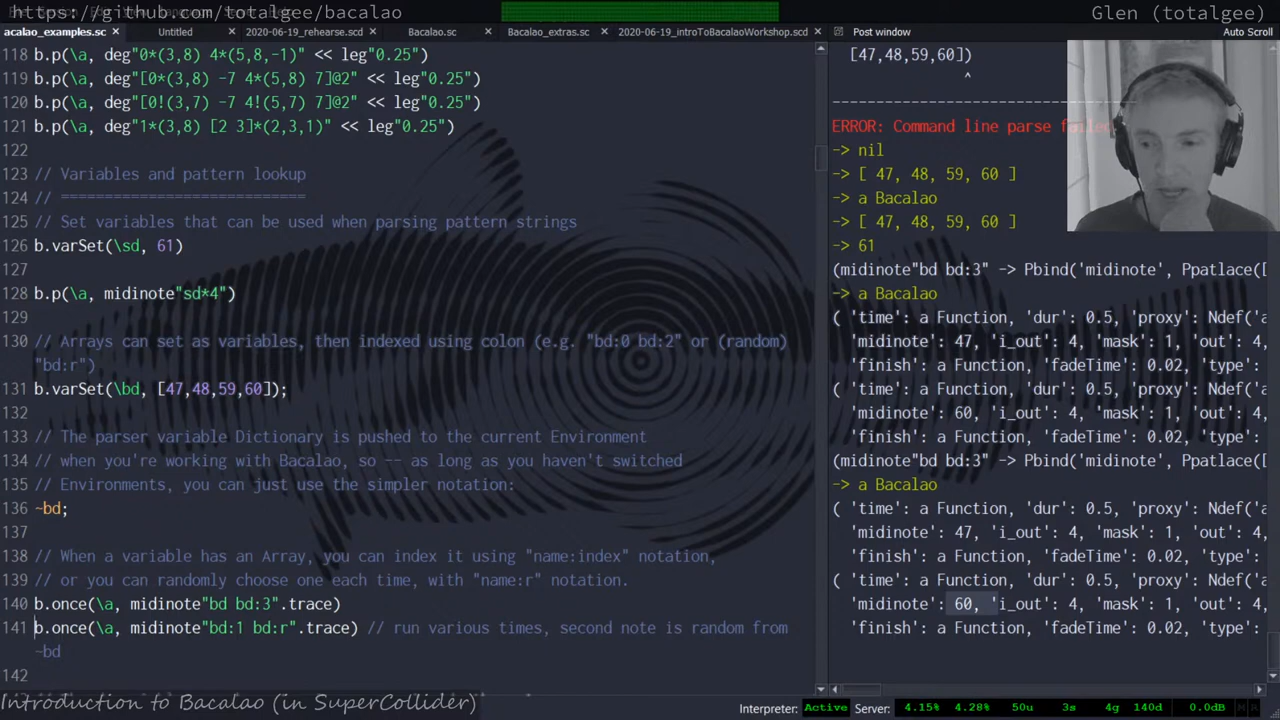 https://github.com/totalgee/bacalao
Glen (totalgee)
acalao_examples.sc
Untitled
2020-06-19_rehearse.scd
Bacalao.sc
Bacalao_extras.sc
2020-06-19_introToBacalaoWorkshop.scd
Post window
Auto Scroll
118 b.p(\a, deg"0*(3,8) 4*(5,8,-1)" << leg"0.25")
119 b.p(\a, deg"[0*(3,8) -7 4*(5,8) 7]@2" << leg"0.25")
120 b.p(\a, deg"[0!(3,7) -7 4!(5,7) 7]@2" << leg"0.25")
121 b.p(\a, deg"1*(3,8) [2 3]*(2,3,1)" << leg"0.25")
122
123 // Variables and pattern lookup
124 // =============================
125 // Set variables that can be used when parsing pattern strings
126 b.varSet(\sd, 61)
127
128 b.p(\a, midinote"sd*4")
129
130 // Arrays can set as variables, then indexed using colon (e.g. "bd:0 bd:2" or (random)
"bd:r")
131 b.varSet(\bd, [47,48,59,60]);
132
133 // The parser variable Dictionary is pushed to the current Environment
134 // when you're working with Bacalao, so -- as long as you haven't switched
135 // Environments, you can just use the simpler notation:
136 ~bd;
137
138 // When a variable has an Array, you can index it using "name:index" notation,
139 // or you can randomly choose one each time, with "name:r" notation.
140 b.once(\a, midinote"bd bd:3".trace)
141 b.once(\a, midinote"bd:1 bd:r".trace) // run various times, second note is random from
~bd
142
[47,48,59,60])
^
-----------------------------------
ERROR: Command line parse failed
-> nil
-> [ 47, 48, 59, 60 ]
-> a Bacalao
-> [ 47, 48, 59, 60 ]
-> 61
(midinote"bd bd:3" -> Pbind('midinote', Ppatlace([
-> a Bacalao
( 'time': a Function, 'dur': 0.5, 'proxy': Ndef('a
'midinote': 47, 'i_out': 4, 'mask': 1, 'out': 4,
'finish': a Function, 'fadeTime': 0.02, 'type':
( 'time': a Function, 'dur': 0.5, 'proxy': Ndef('a
'midinote': 60, 'i_out': 4, 'mask': 1, 'out': 4,
'finish': a Function, 'fadeTime': 0.02, 'type':
(midinote"bd bd:3" -> Pbind('midinote', Ppatlace([
-> a Bacalao
( 'time': a Function, 'dur': 0.5, 'proxy': Ndef('a
'midinote': 47, 'i_out': 4, 'mask': 1, 'out': 4,
'finish': a Function, 'fadeTime': 0.02, 'type':
( 'time': a Function, 'dur': 0.5, 'proxy': Ndef('a
'midinote': 60, 'i_out': 4, 'mask': 1, 'out': 4,
'finish': a Function, 'fadeTime': 0.02, 'type':
Introduction to Bacalao (in SuperCollider)
Interpreter: Active Server: 4.15% 4.28% 50u 3s 4g 140d 0.0dB M R